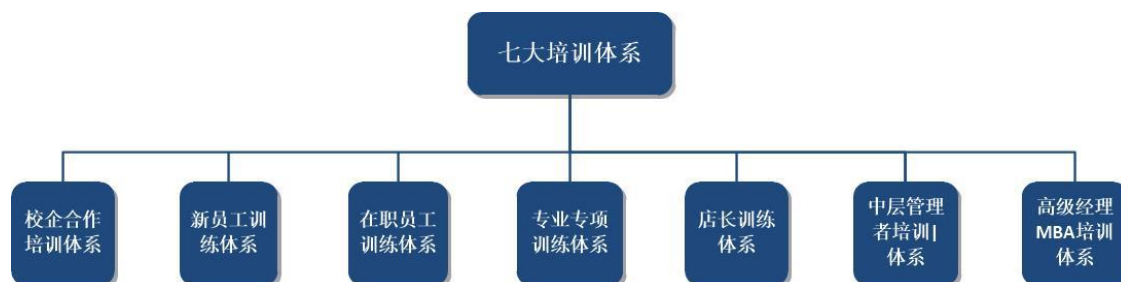 七大培训体系
校企合作
培训体系
新员工训
练体系
在职员工
训练体系
专业专项
训练体系
店长训练
体系
中层管理
者培训|
体系
高级经理
MBA培训
体系